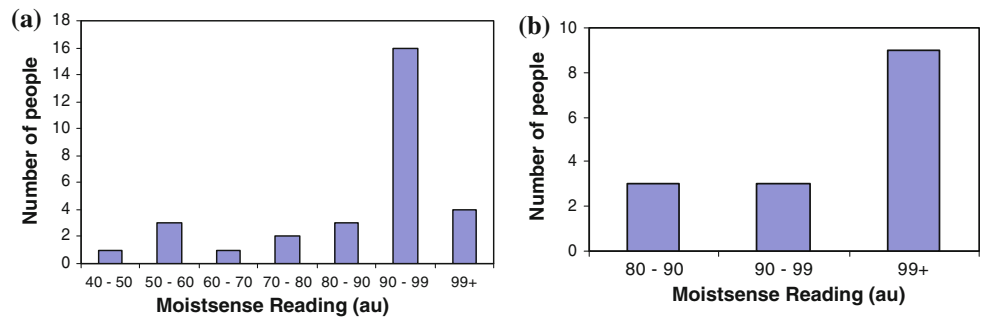 (a)
Number of people
18
16
14
12
10
8
6
4
2
0
40 - 50 50 - 60 60 - 70 70 - 80 80 - 90 90 - 99 99+
Moistsense Reading (au)
(b)
Number of people
10
8
6
4
2
0
80 - 90 90 - 99 99+
Moistsense Reading (au)